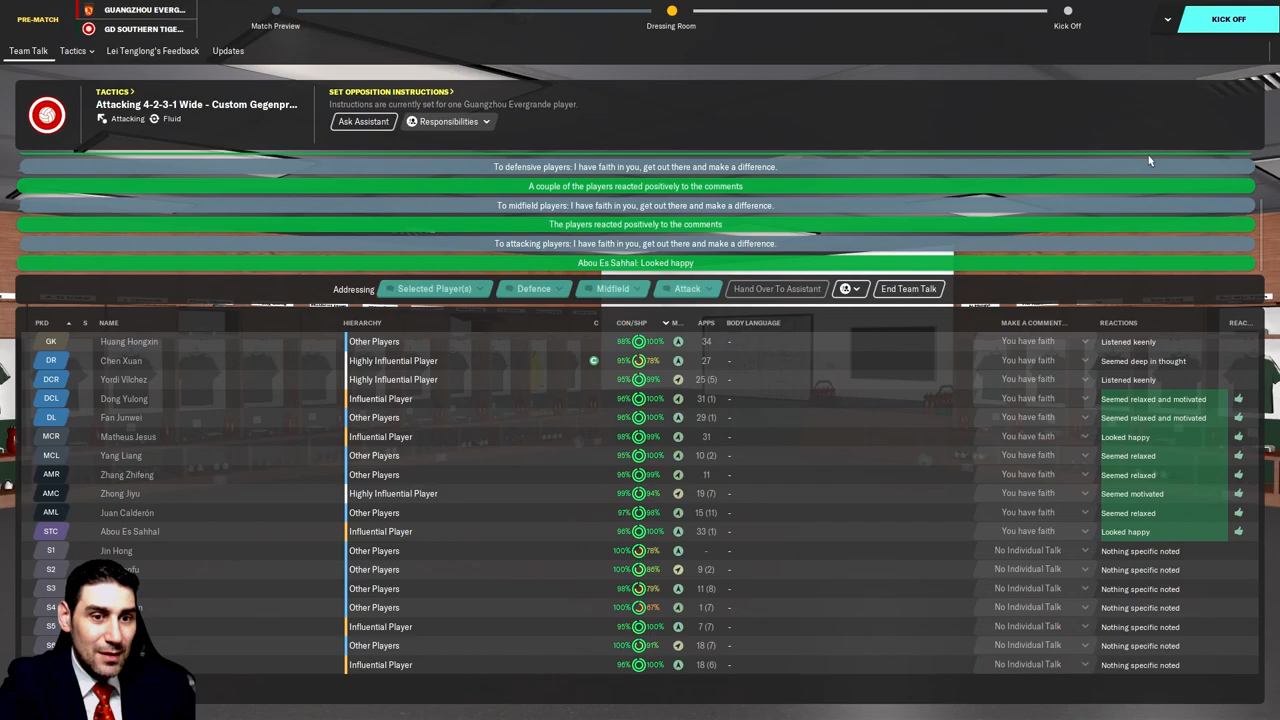 PRE-MATCH
GUANGZHOU EVERG...
GD SOUTHERN TIGE...
Match Preview
Dressing Room
Kick Off
KICK OFF
Team Talk
Tactics
Lei Tenglong's Feedback
Updates
TACTICS >
Attacking 4-2-3-1 Wide - Custom Gegenpr...
Attacking Fluid
SET OPPOSITION INSTRUCTIONS >
Instructions are currently set for one Guangzhou Evergrande player.
Ask Assistant Responsibilities
To defensive players: I have faith in you, get out there and make a difference.
A couple of the players reacted positively to the comments
To midfield players: I have faith in you, get out there and make a difference.
The players reacted positively to the comments
To attacking players: I have faith in you, get out there and make a difference.
Abou Es Sahhal: Looked happy
Addressing Selected Player(s) Defence Midfield Attack Hand Over To Assistant End Team Talk
PKD S NAME HIERARCHY C CON/SHP M... APPS BODY LANGUAGE MAKE A COMMENT... REACTIONS REAC...
GK Huang Hongxin Other Players 98% 100% 34 - You have faith Listened keenly
DR Chen Xuan Highly Influential Player C 95% 78% 27 - You have faith Seemed deep in thought
DCR Yordi Vilchez Highly Influential Player 95% 99% 25 (5) - You have faith Listened keenly
DCL Dong Yulong Influential Player 96% 100% 31 (1) - You have faith Seemed relaxed and motivated
DL Fan Junwei Other Players 96% 100% 29 (1) - You have faith Seemed relaxed and motivated
MCR Matheus Jesus Influential Player 98% 99% 31 - You have faith Looked happy
MCL Yang Liang Other Players 95% 100% 10 (2) - You have faith Seemed relaxed
AMR Zhang Zhifeng Other Players 96% 99% 11 - You have faith Seemed relaxed
AMC Zhong Jiyu Highly Influential Player 99% 94% 19 (7) - You have faith Seemed motivated
AML Juan Calderón Other Players 97% 98% 15 (11) - You have faith Seemed relaxed
STC Abou Es Sahhal Influential Player 96% 100% 33 (1) - You have faith Looked happy
S1 Jin Hong Other Players 100% 78% - - No Individual Talk Nothing specific noted
S2 Other Players 100% 86% 9 (2) - No Individual Talk Nothing specific noted
S3 Other Players 98% 79% 11 (8) - No Individual Talk Nothing specific noted
S4 Other Players 100% 67% 1 (7) - No Individual Talk Nothing specific noted
S5 Influential Player 95% 100% 7 (7) - No Individual Talk Nothing specific noted
Other Players 100% 91% 18 (7) - No Individual Talk Nothing specific noted
Influential Player 96% 100% 18 (6) - No Individual Talk Nothing specific noted